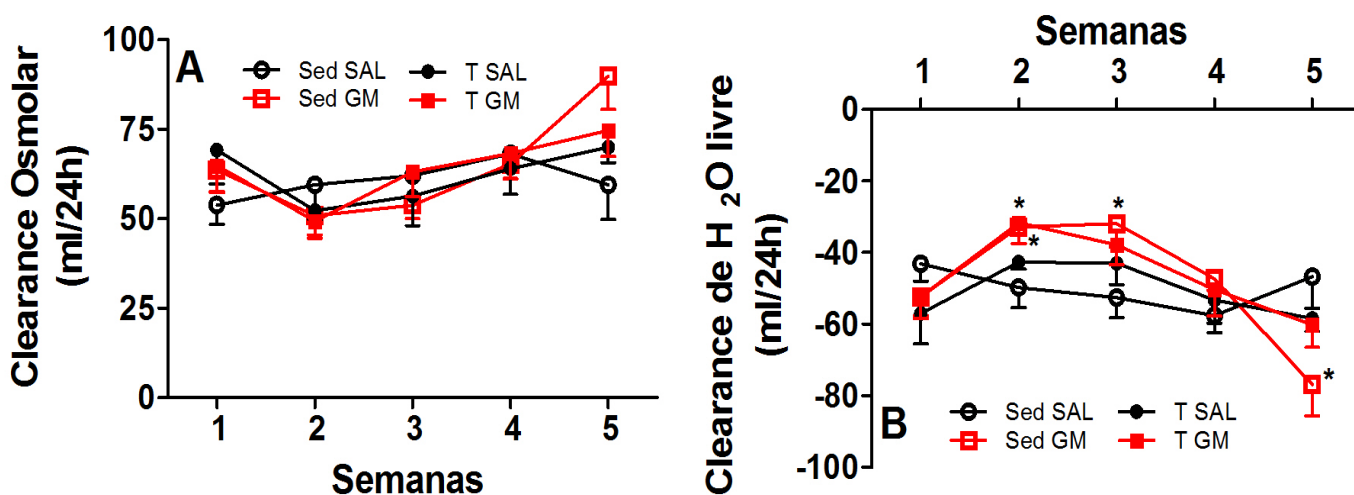 Clearance Osmolar
(ml/24h)
100
75
50
25
0
A
Sed SAL
T SAL
Sed GM
T GM
1 2 3 4 5
Semanas
Semanas
1 2 3 4 5
Clearance de H 2O livre
(ml/24h)
0
-20
-40
-60
-80
-100
* *
*
*
B
Sed SAL
T SAL
Sed GM
T GM